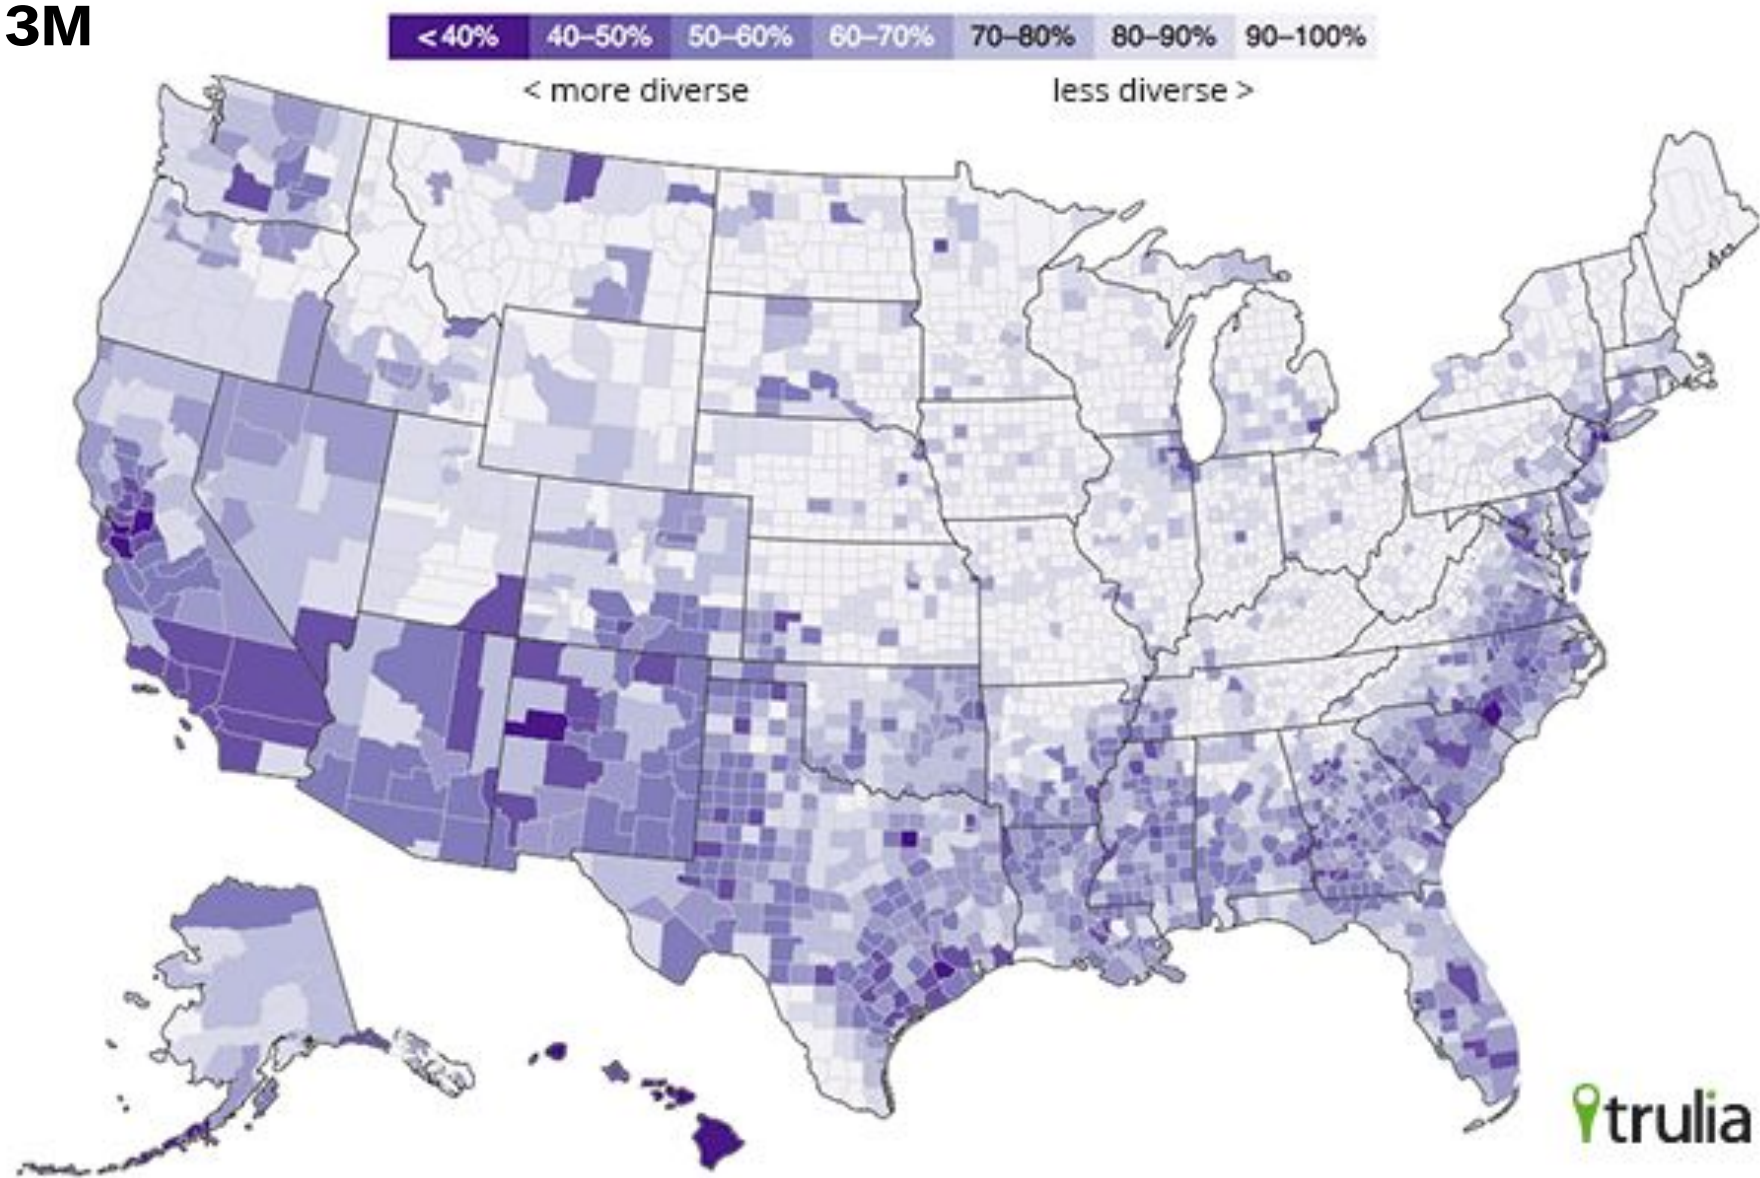 3M
<40% 40–50% 50–60% 60–70% 70–80% 80–90% 90–100%
< more diverse less diverse >
trulia